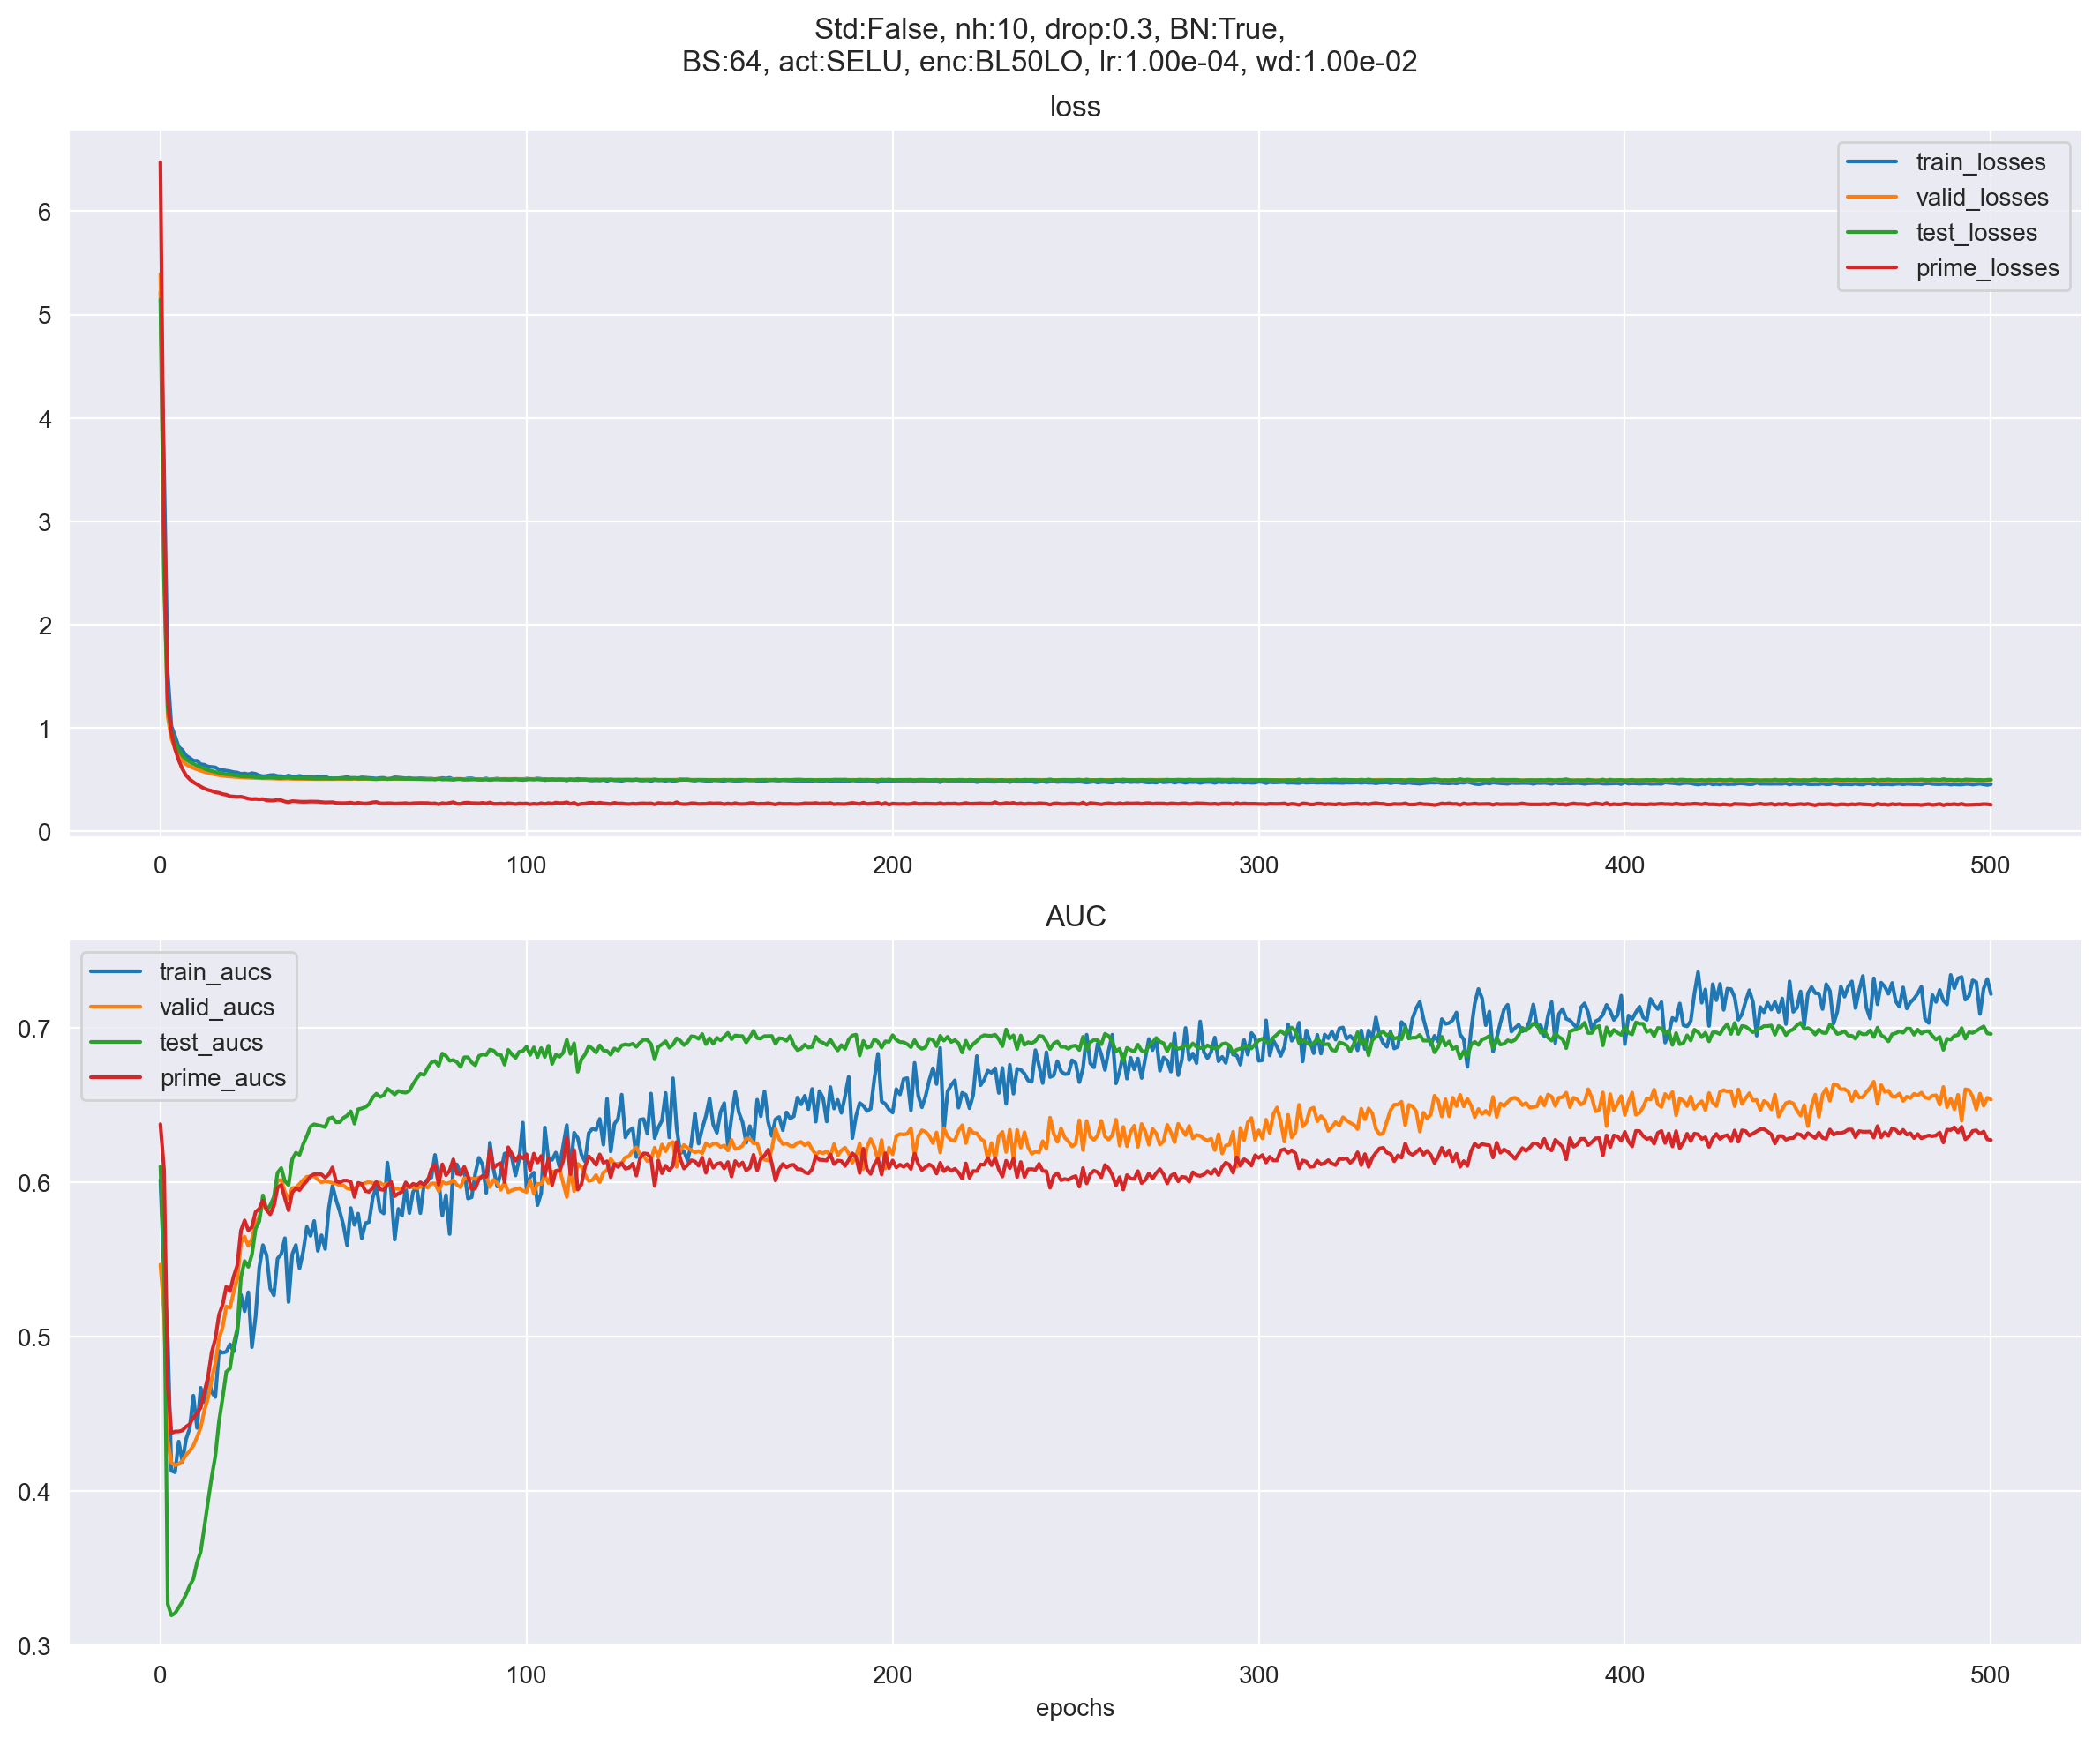 Std:False, nh:10, drop:0.3, BN:True,
BS:64, act:SELU, enc:BL50LO, lr:1.00e-04, wd:1.00e-02
loss
train_losses
valid_losses
test_losses
prime_losses
6
5
4
3
2
1
0
0 100 200 300 400 500
AUC
train_aucs
valid_aucs
test_aucs
prime_aucs
0.7
0.6
0.5
0.4
0.3
0 100 200 300 400 500
epochs